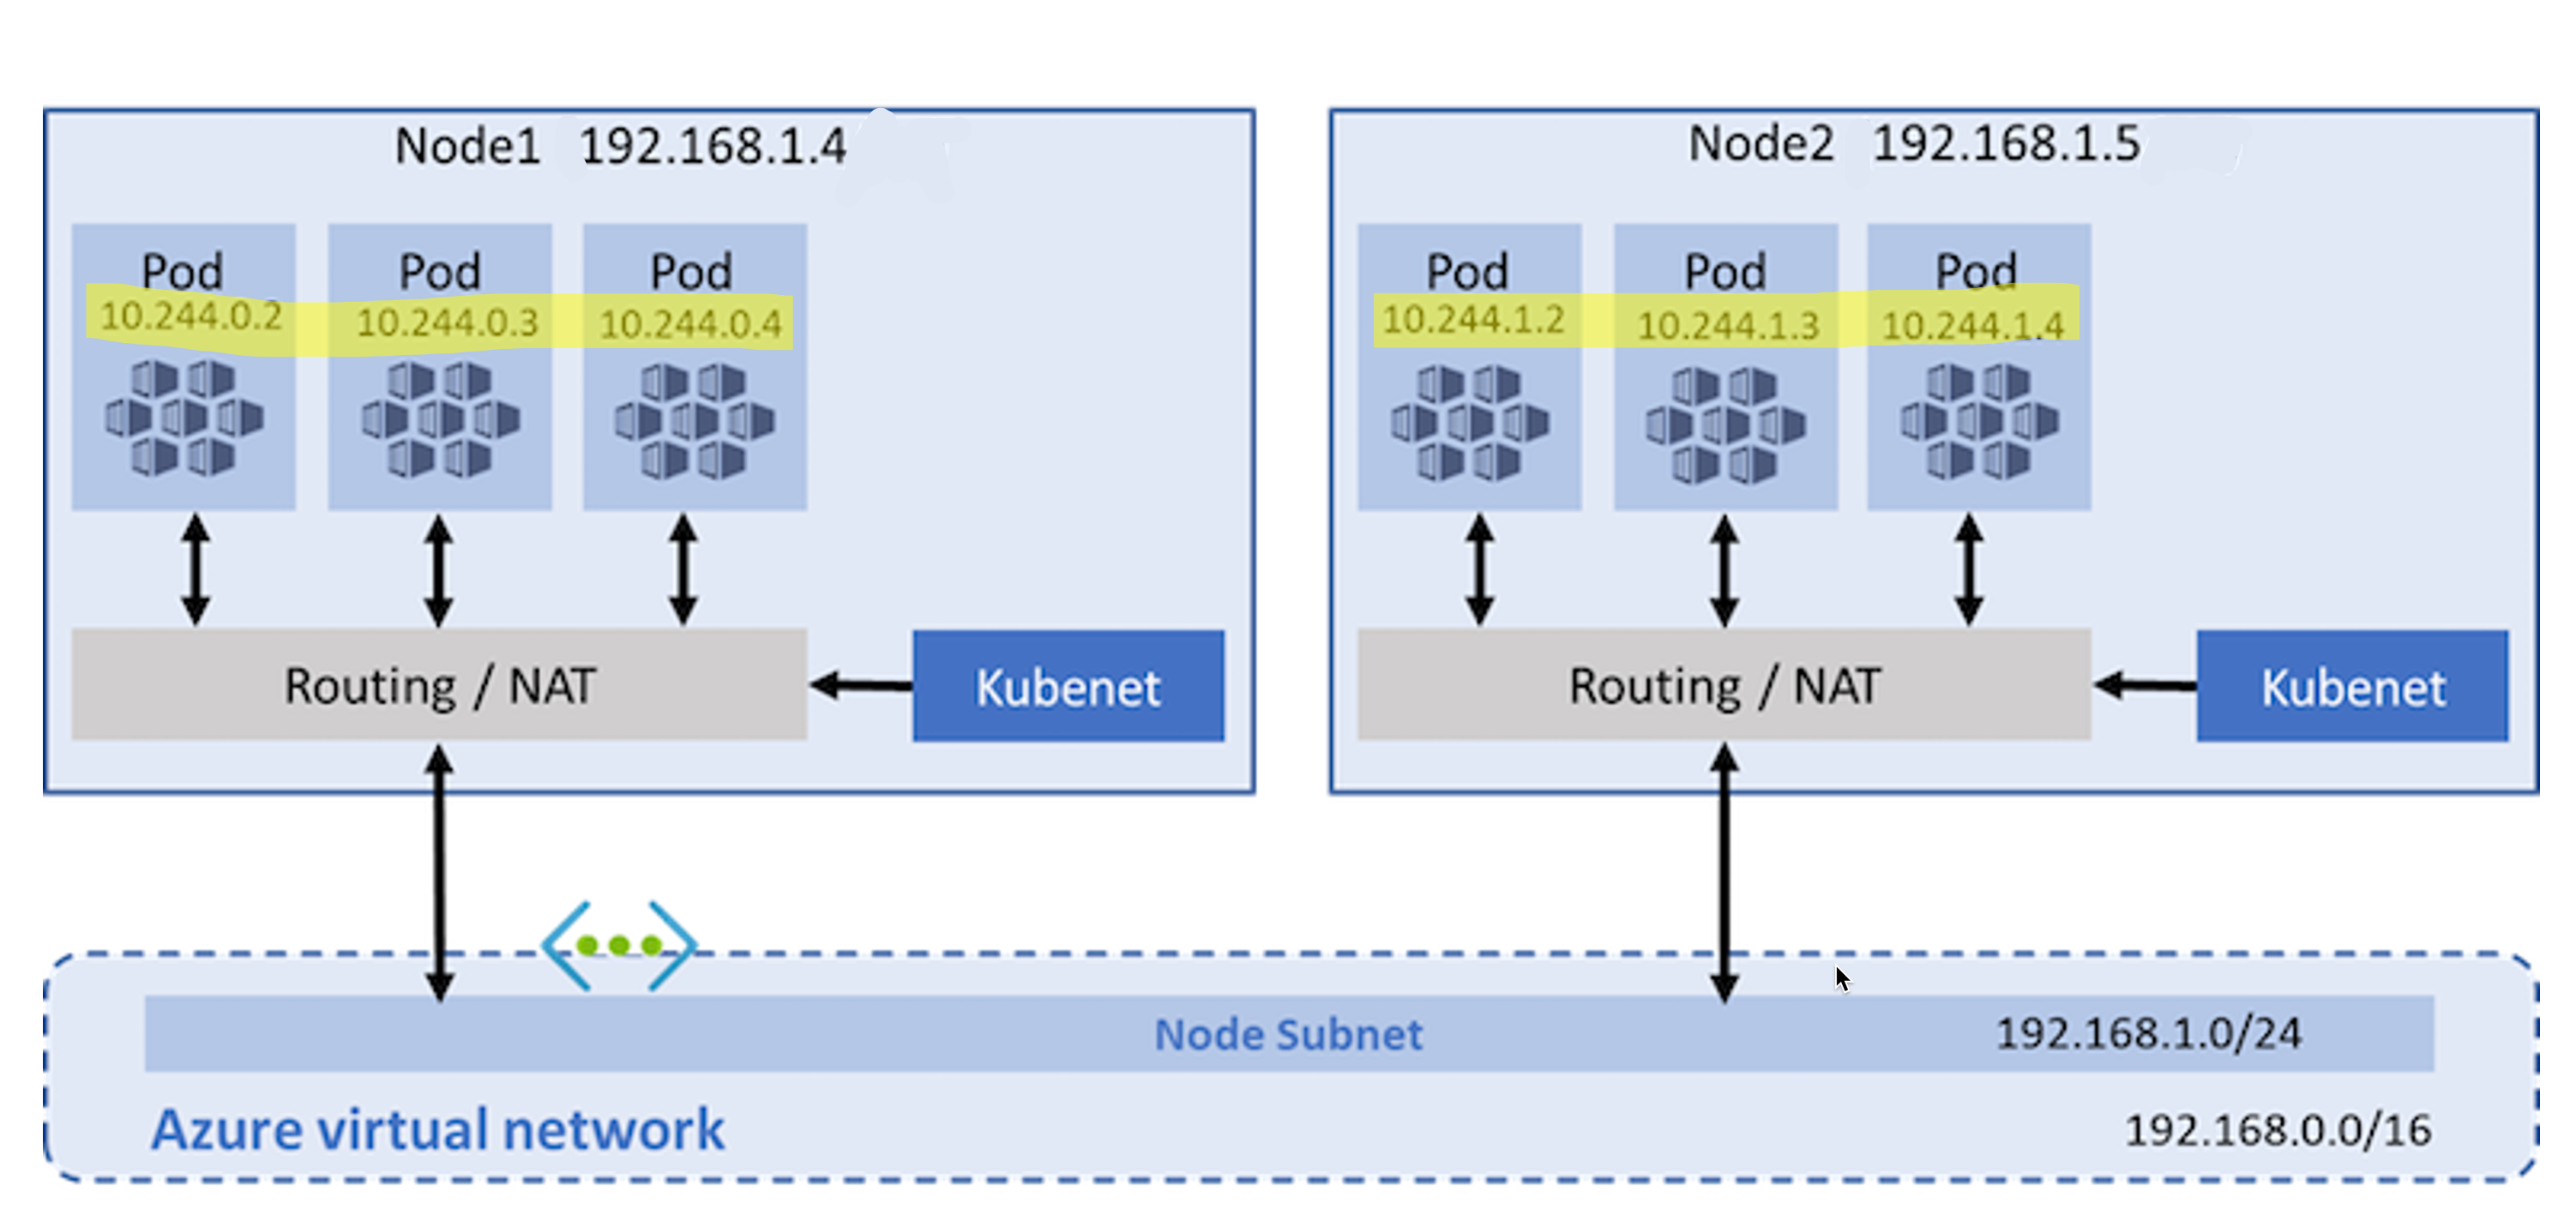 Node1 192.168.1.4
Pod
10.244.0.2
Pod
10.244.0.3
Pod
10.244.0.4
Routing / NAT
Kubenet
Node2 192.168.1.5
Pod
10.244.1.2
Pod
10.244.1.3
Pod
10.244.1.4
Routing / NAT
Kubenet
Node Subnet 192.168.1.0/24
Azure virtual network 192.168.0.0/16